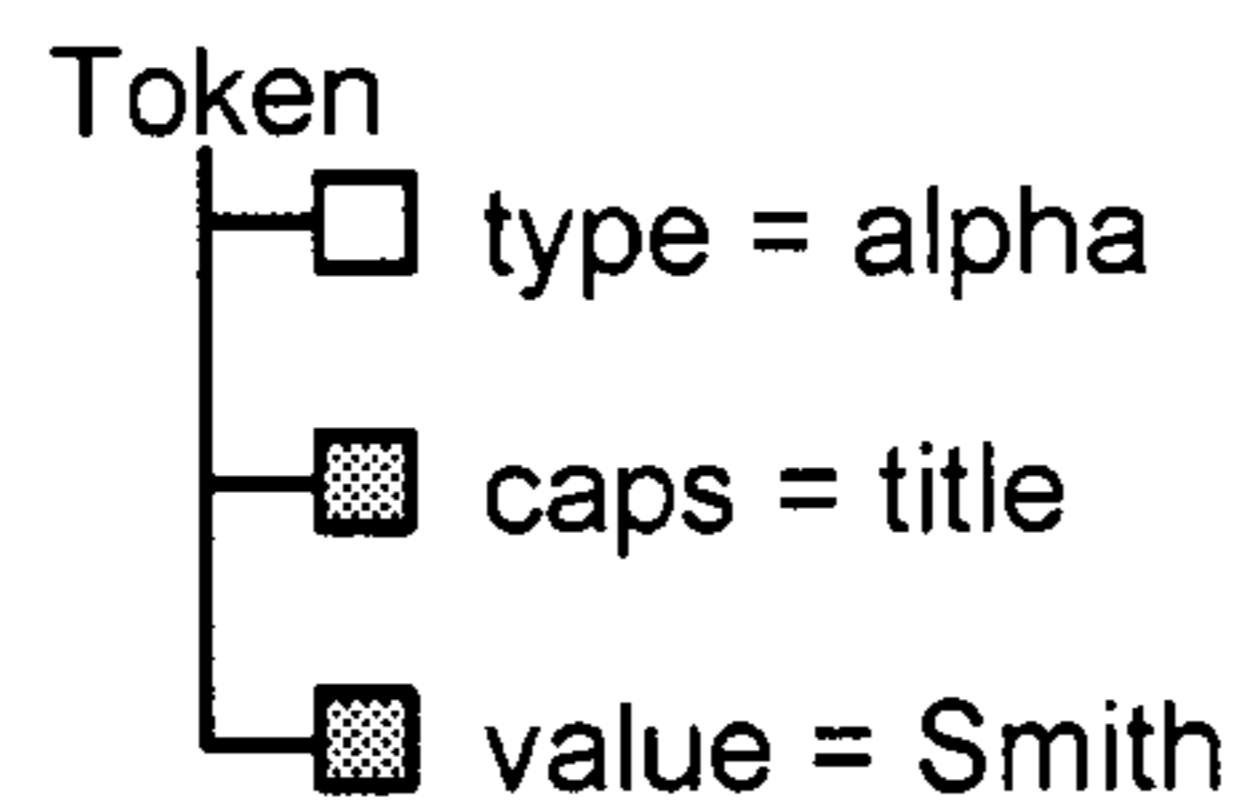 Token
type = alpha
caps = title
value = Smith